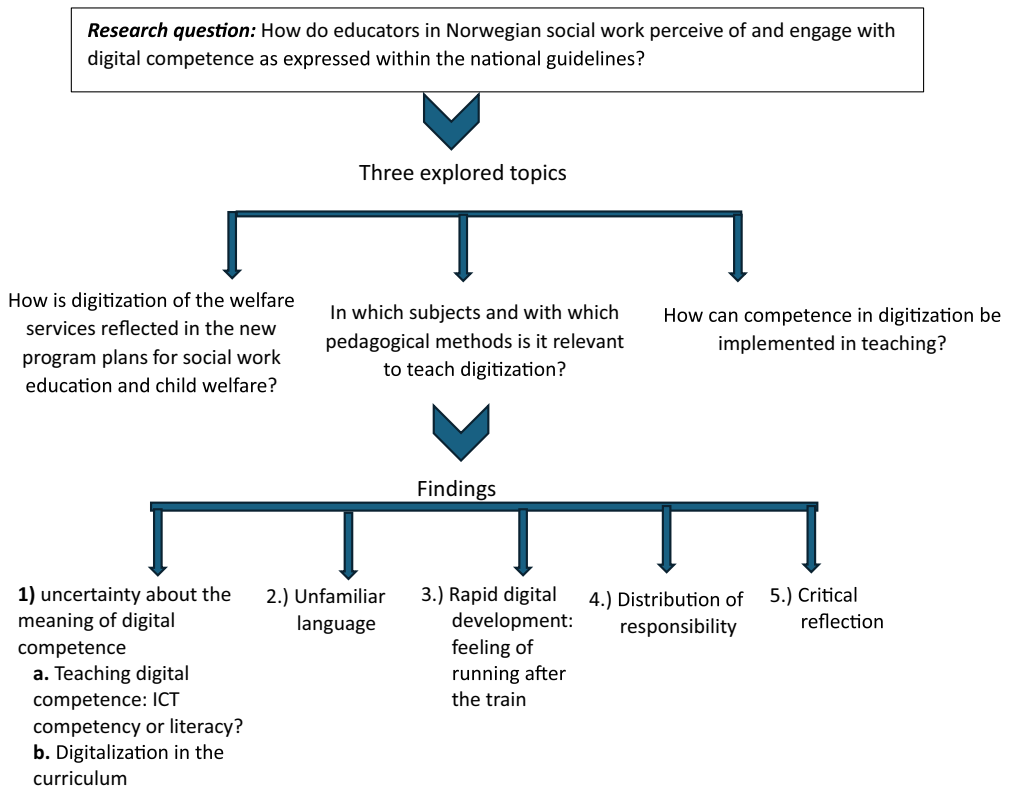 Research question: How do educators in Norwegian social work perceive of and engage with
digital competence as expressed within the national guidelines?
Three explored topics
How is digitization of the welfare
services reflected in the new
program plans for social work
education and child welfare?
In which subjects and with which
pedagogical methods is it relevant
to teach digitization?
How can competence in digitization be
implemented in teaching?
Findings
1) uncertainty about the
meaning of digital
competence
a. Teaching digital
competence: ICT
competency or literacy?
b. Digitalization in the
curriculum
2.) Unfamiliar
language
3.) Rapid digital
development:
feeling of
running after
the train
4.) Distribution of
responsibility
5.) Critical
reflection